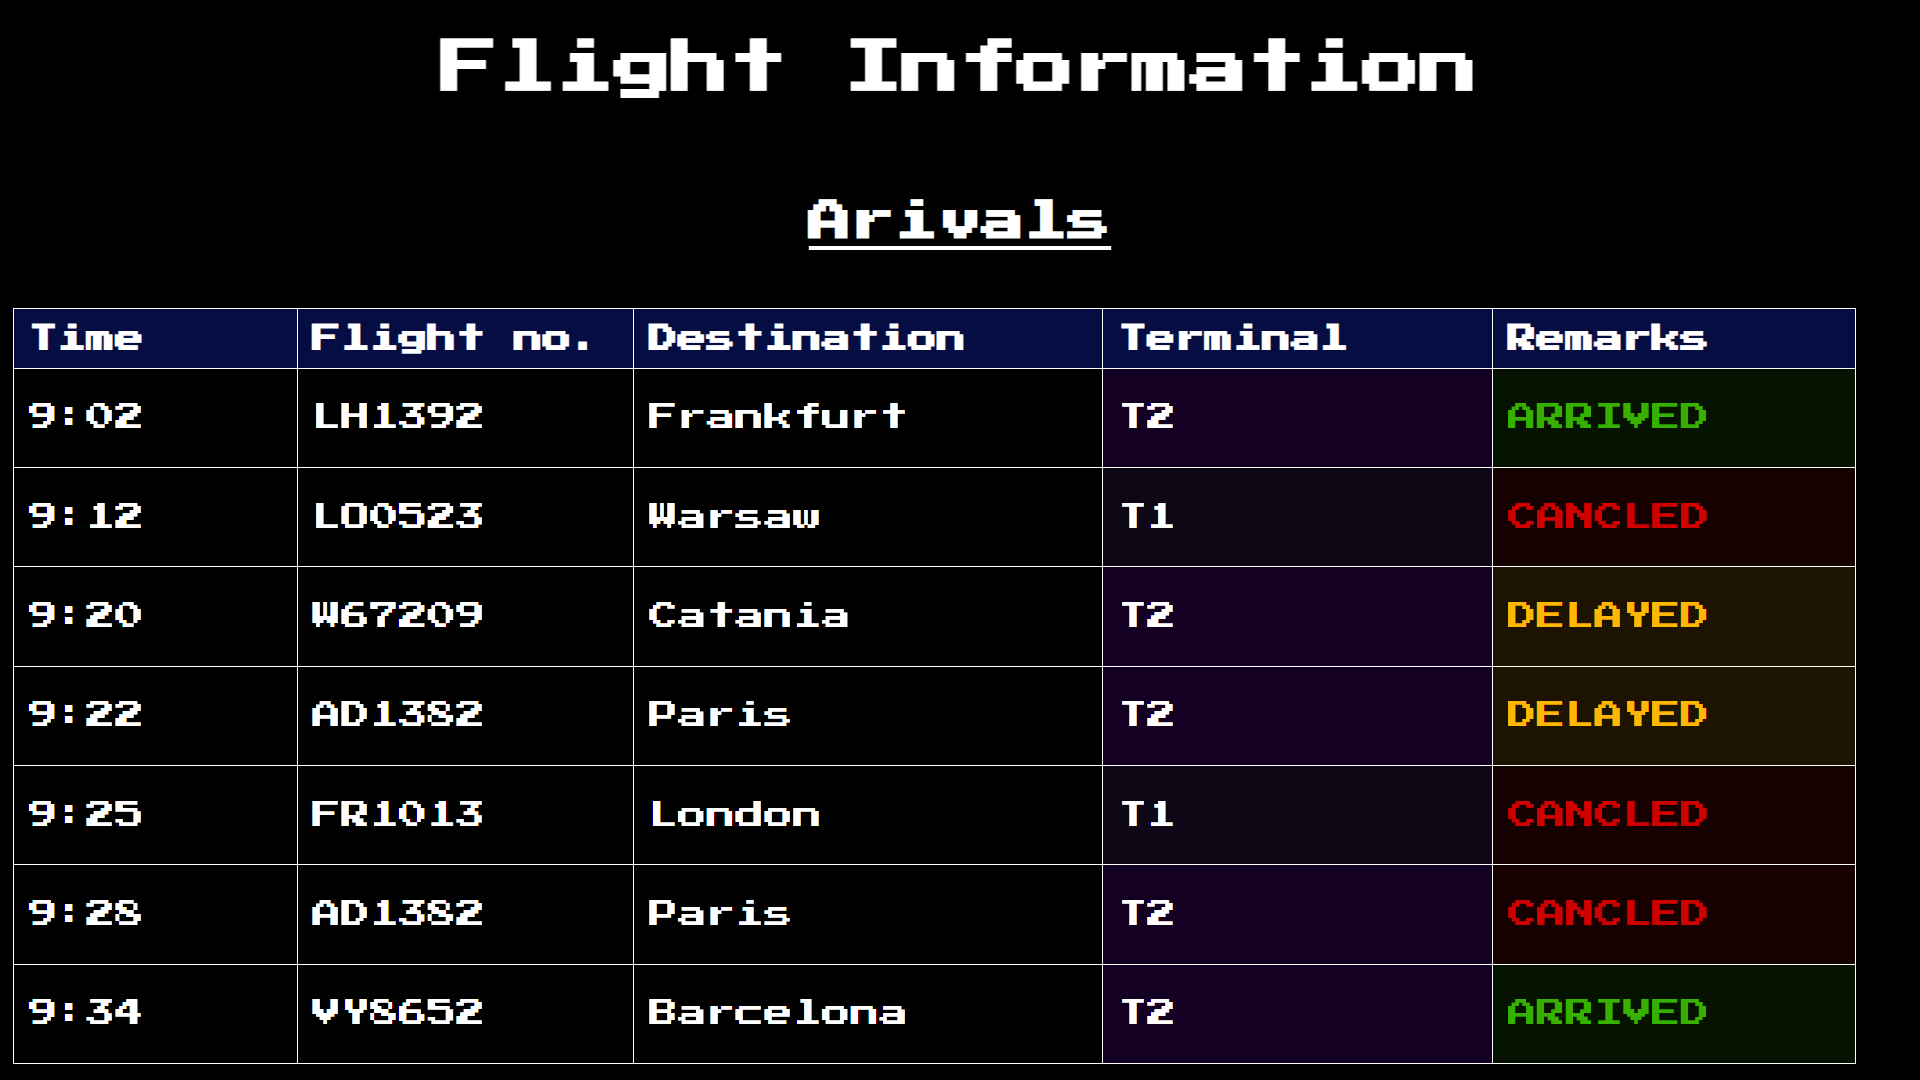 Flight Information
Arivals
Time Flight no. Destination Terminal Remarks
9:02 LH1392 Frankfurt T2 ARRIVED
9:12 LO0523 Warsaw T1 CANCLED
9:20 W67209 Catania T2 DELAYED
9:22 AD1382 Paris T2 DELAYED
9:25 FR1013 London T1 CANCLED
9:28 AD1382 Paris T2 CANCLED
9:34 VY8652 Barcelona T2 ARRIVED